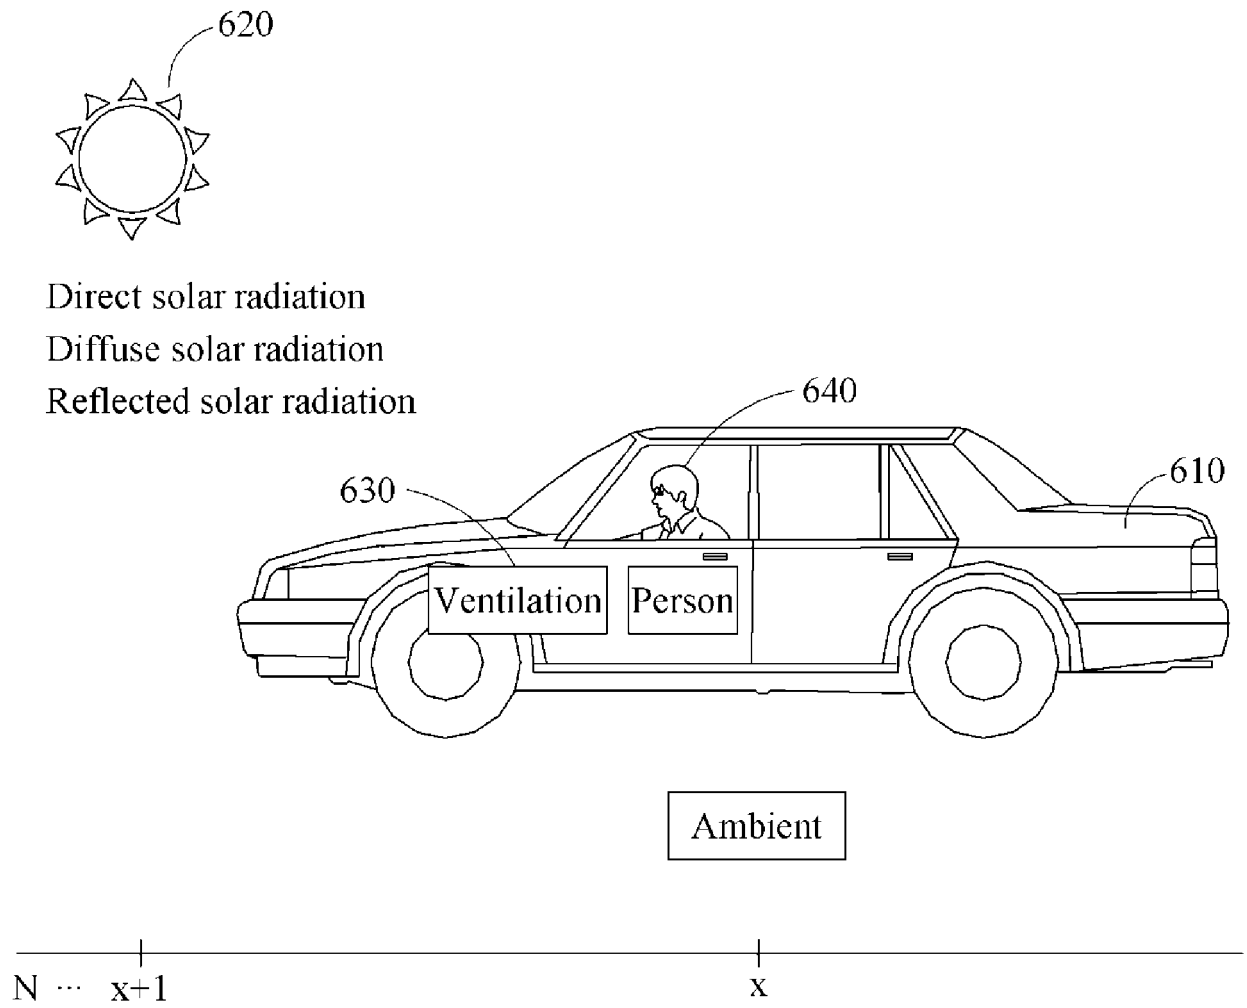 620
Direct solar radiation
Diffuse solar radiation
Reflected solar radiation
640
630
610
Ventilation
Person
Ambient
N ··· x+1 x